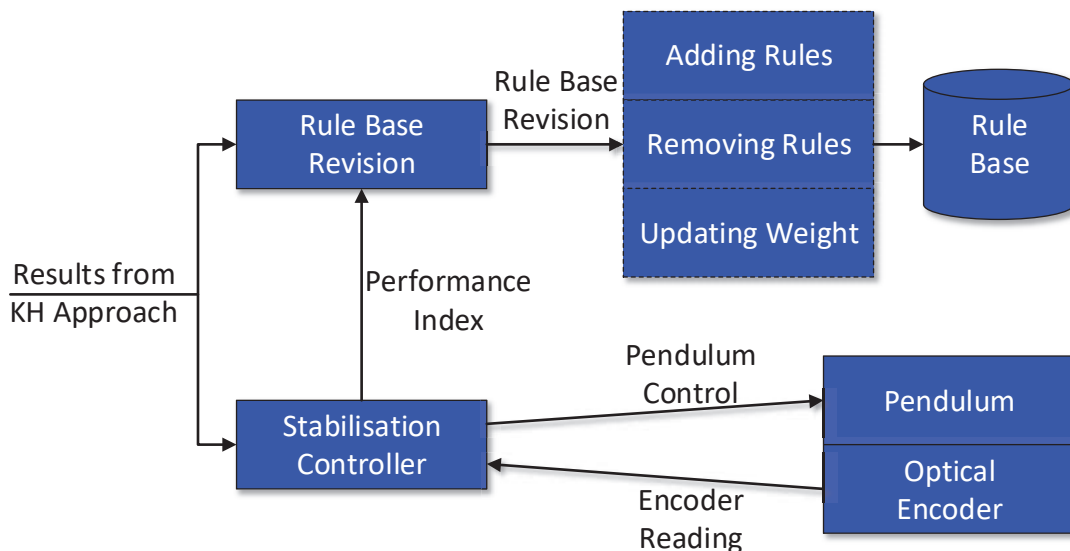 Adding Rules
Rule Base
Revision
Rule Base
Revision
Removing Rules
Rule
Base
Updating Weight
Results from
KH Approach
Performance
Index
Pendulum
Control
Stabilisation
Controller
Pendulum
Optical
Encoder
Encoder
Reading